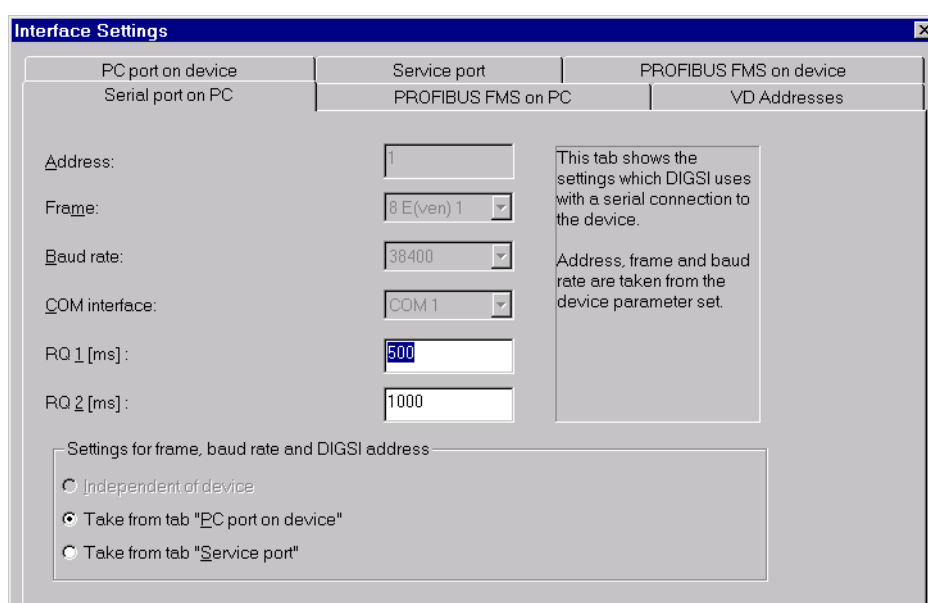 Interface Settings
PC port on device
Service port
PROFIBUS FMS on device
Serial port on PC
PROFIBUS FMS on PC
VD Addresses
Address:
1
Frame:
8 E(ven) 1
Baud rate:
38400
COM interface:
COM 1
RQ 1 [ms] :
500
RQ 2 [ms] :
1000
This tab shows the
settings which DIGSI uses
with a serial connection to
the device.
Address, frame and baud
rate are taken from the
device parameter set.
Settings for frame, baud rate and DIGSI address
Independent of device
Take from tab "PC port on device"
Take from tab "Service port"